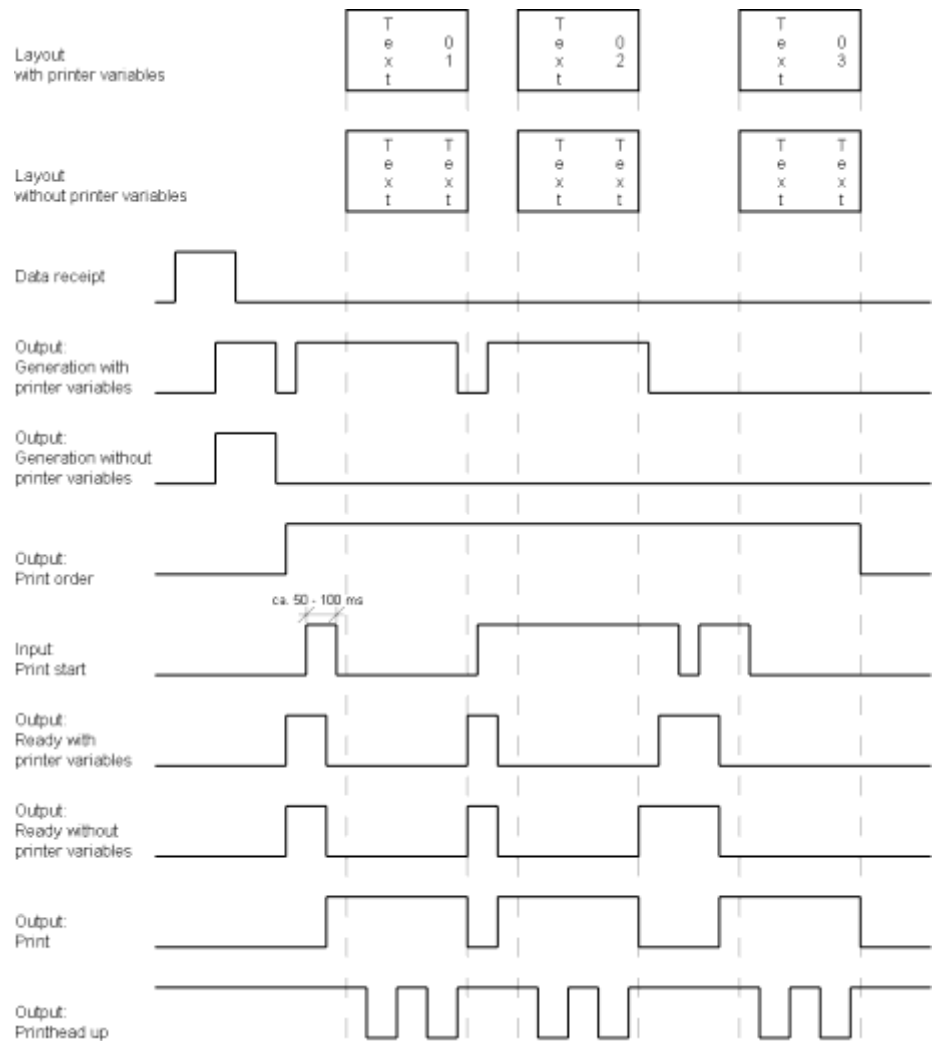 T
e
x
t
0
1
T
e
x
t
0
2
T
e
x
t
0
3
Layout
with printer variables
T
e
x
t
T
e
x
t
T
e
x
t
T
e
x
t
T
e
x
t
T
e
x
t
Layout
without printer variables
Data receipt
Output:
Generation with
printer variables
Output:
Generation without
printer variables
Output:
Print order
ca. 50 - 100 ms
Input:
Print start
Output:
Ready with
printer variables
Output:
Ready without
printer variables
Output:
Print
Output:
Printhead up